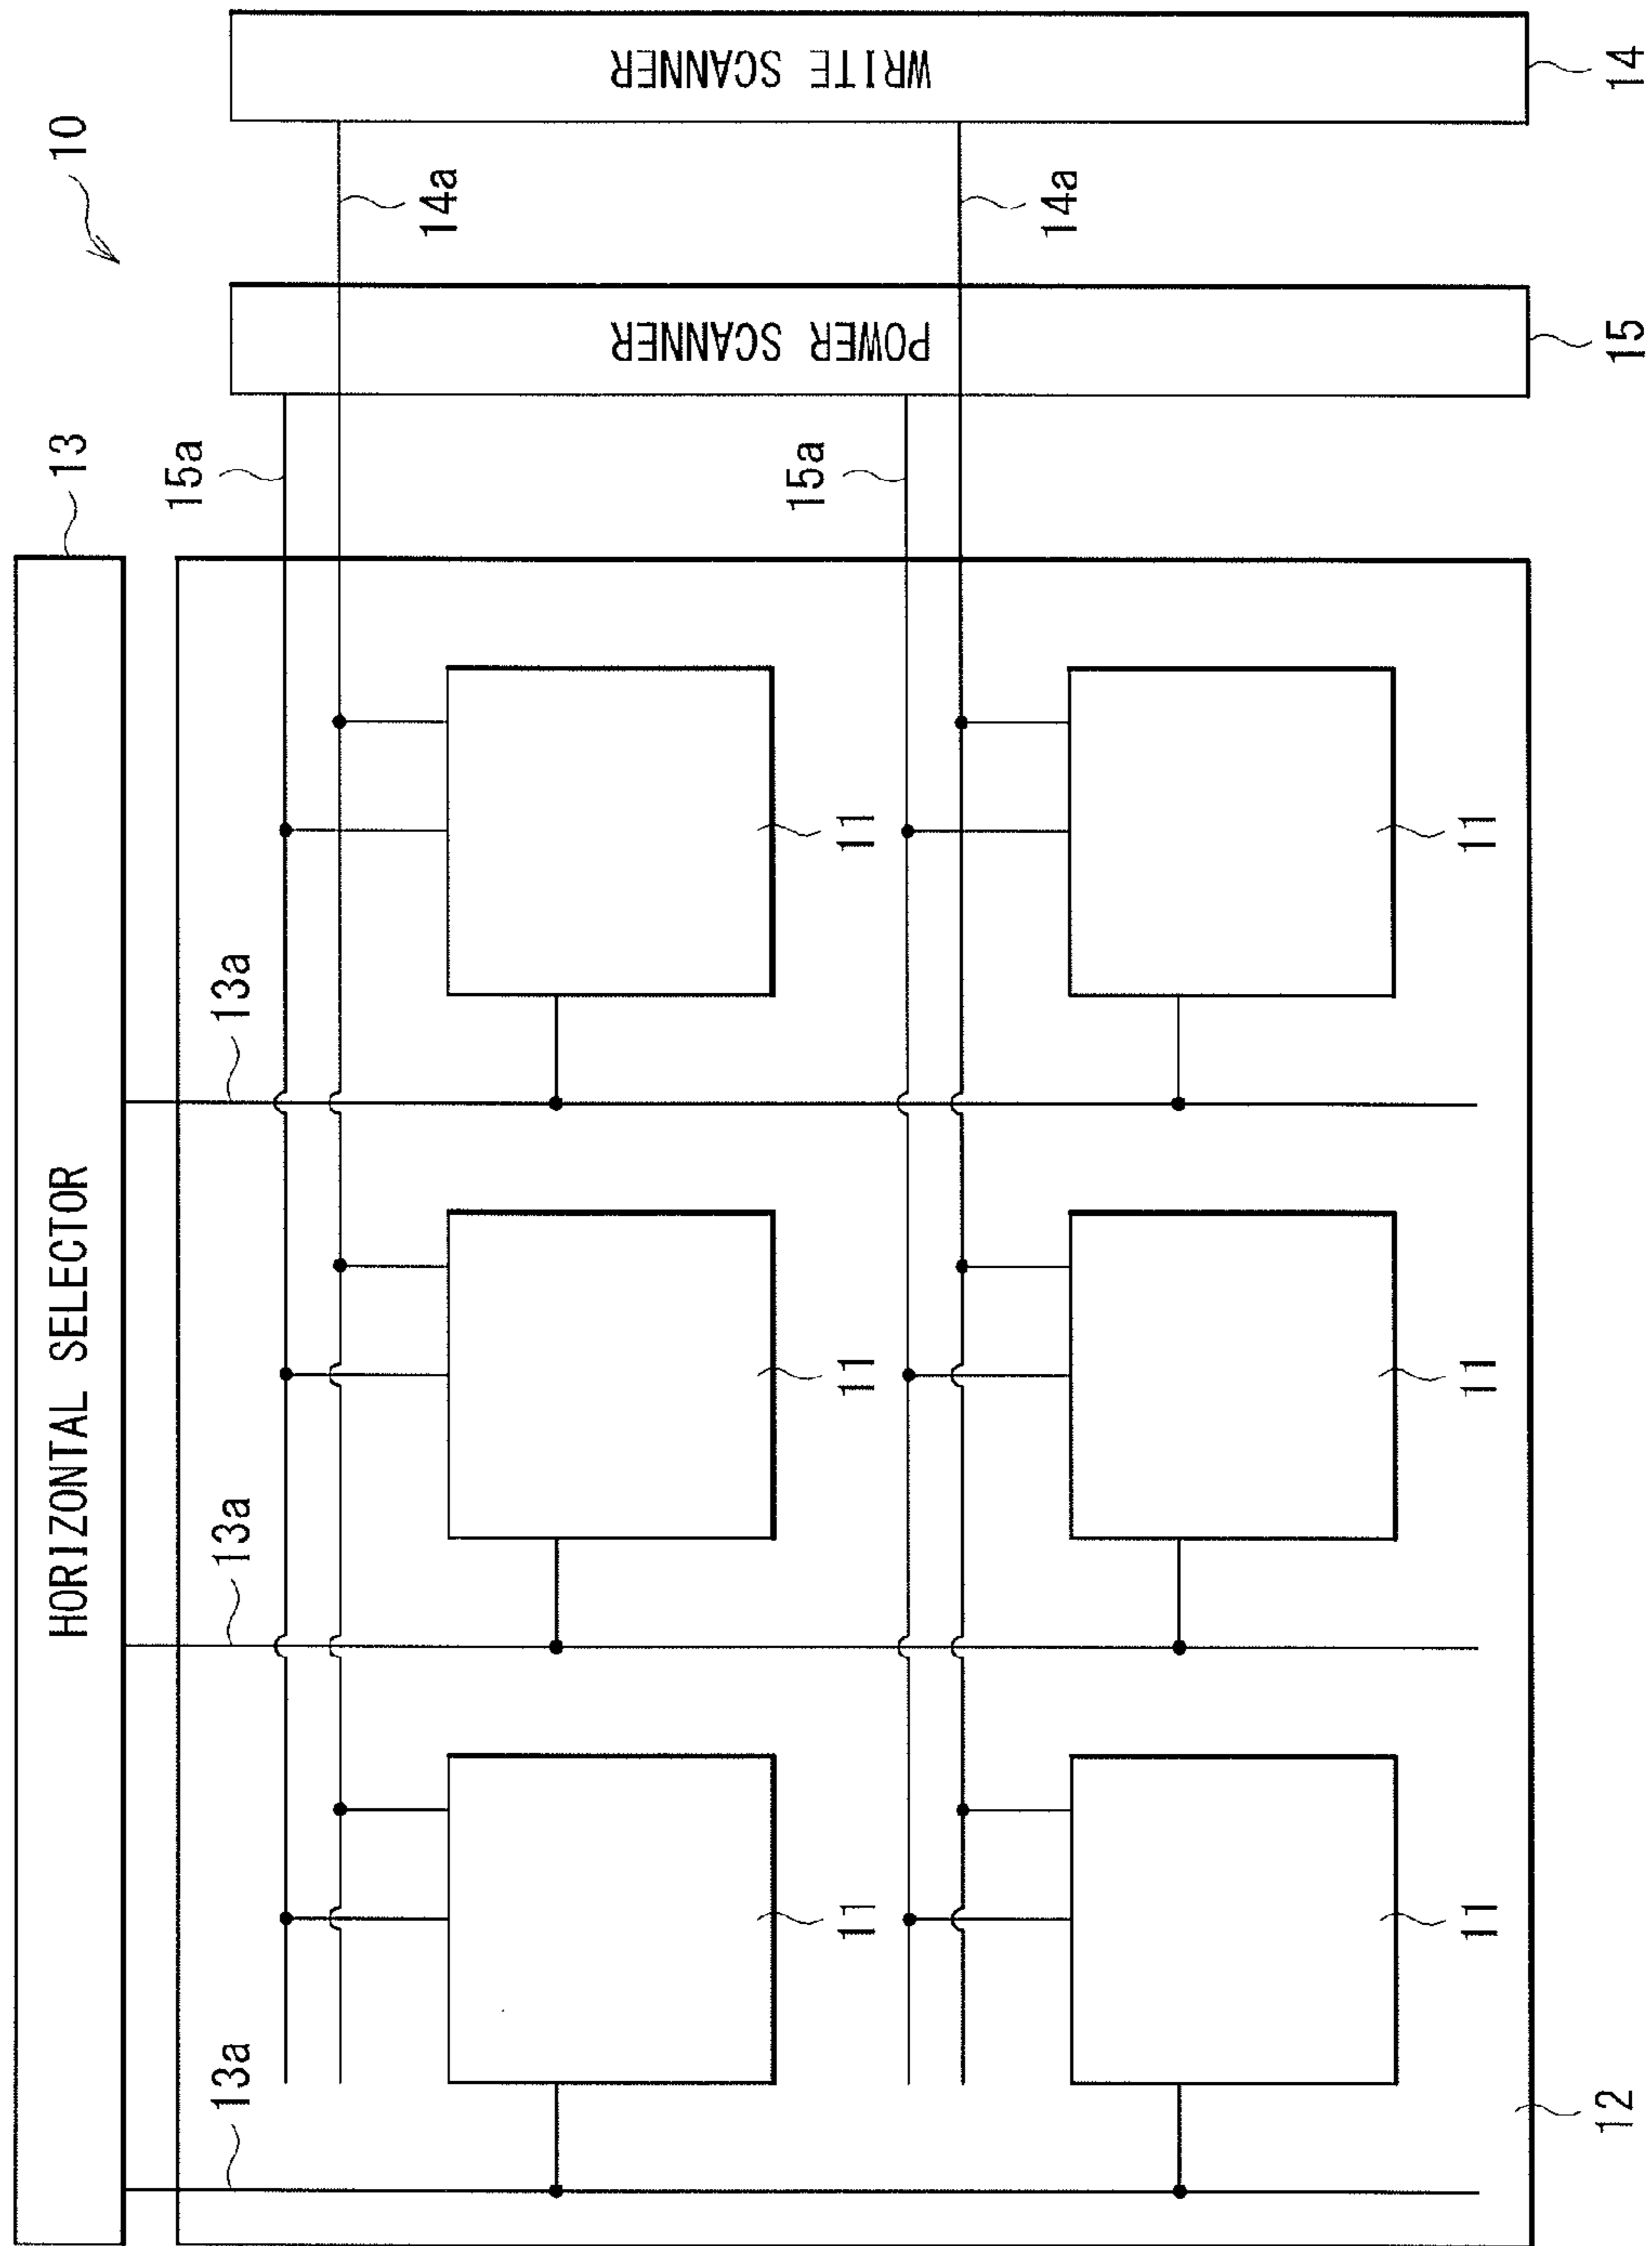 10
13
HORIZONTAL SELECTOR
15a
13a
13a
13a
14a
POWER SCANNER
WRITE SCANNER
15a
11
11
11
14a
11
11
11
12
15
14